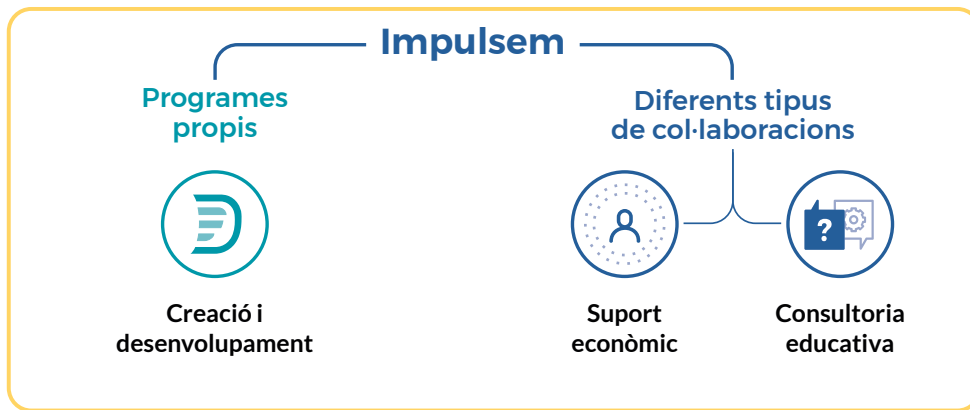 Impulsem
Programes
propis
Diferents tipus
de col·laboracions
?
Creació i
desenvolupament
Suport
econòmic
Consultoria
educativa